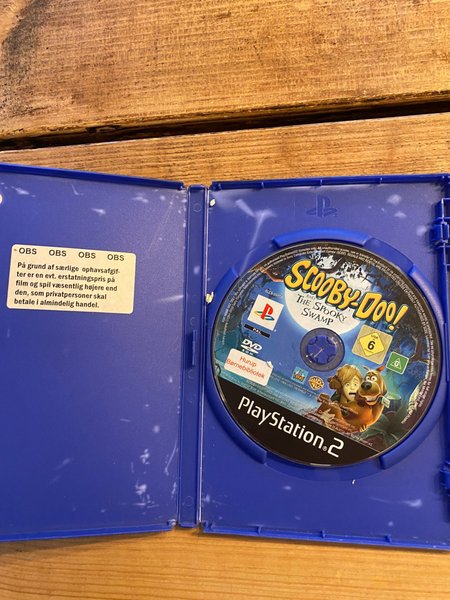 OBS OBS OBS OBS
På grund af særlige ophavsafgif-
ter er en evt. erstatningspris på
film og spil væsentlig højere end
den, som privatpersoner skal
betale i almindelig handel.
SCOOBY-DOO!
AND
THE SPOOKY
SWAMP
PAL
DVD
6
Hurup
Børnebibliotek
WB
PlayStation®2